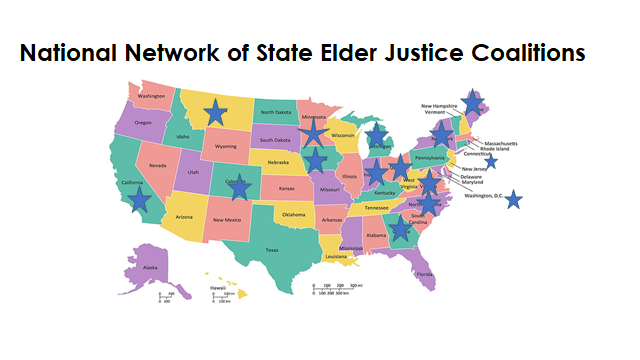 National Network of State Elder Justice Coalitions
Washington
Oregon
Idaho
North Dakota
Minnesota
South Dakota
Wyoming
Wisconsin
New Hampshire
Vermont
Massachusetts
Rhode Island
Connecticut
Pennsylvania
New Jersey
Delaware
Maryland
Washington, D.C.
Nebraska
Nevada
Utah
California
Kansas
Missouri
Illinois
West
Virginia
Kentucky
Tennessee
South
Carolina
Arizona
New Mexico
Oklahoma
Arkansas
Mississippi
Alabama
Texas
Louisiana
Florida
Alaska
Hawaii